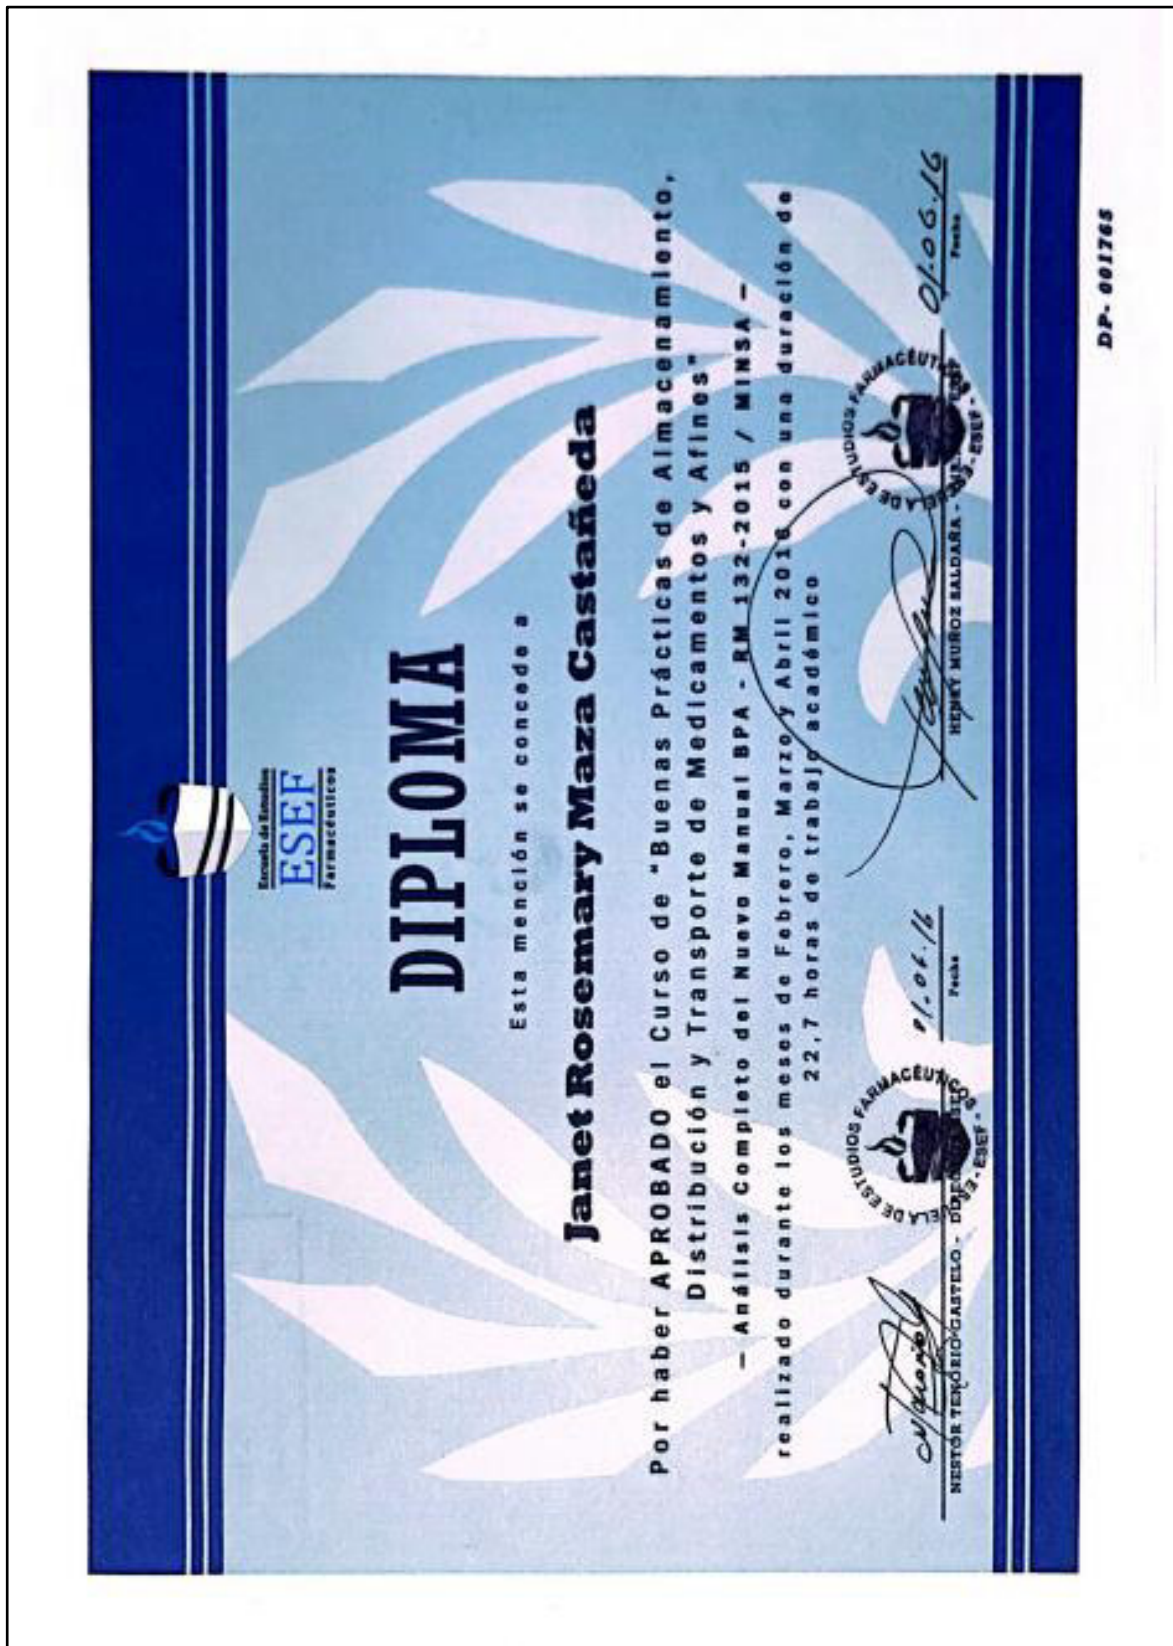 Escuela de Estudios
ESEF
Farmacéuticos
DIPLOMA
Esta mención se concede a
Janet Rosemary Maza Castañeda
Por haber APROBADO el Curso de "Buenas Prácticas de Almacenamiento,
Distribución y Transporte de Medicamentos y Afines"
— Análisis Completo del Nuevo Manual BPA - RM 132-2015 / MINSA —
realizado durante los meses de Febrero, Marzo y Abril 2016 con una duración de
22,7 horas de trabajo académico
ESCUELA DE ESTUDIOS FARMACÉUTICOS - ESEF -
01.06.16
ESCUELA DE ESTUDIOS FARMACÉUTICOS - ESEF -
01.06.16
NESTOR TENORIO GASTELO -
Fecha
HENRY MUÑOZ SALDAÑA -
Fecha
DP- 001765